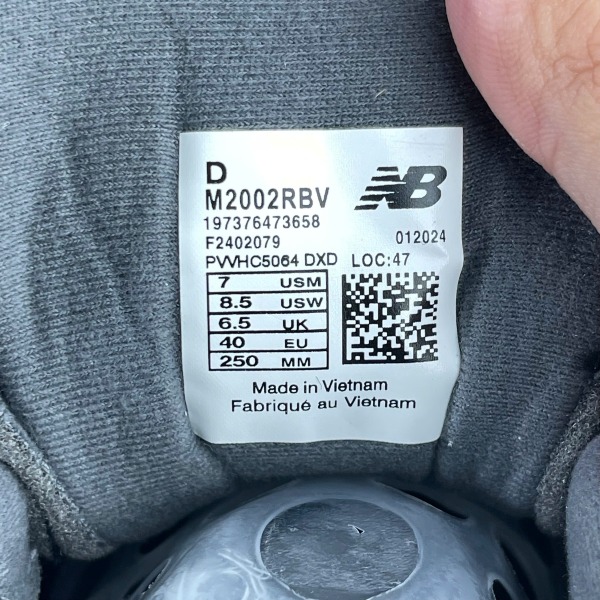 D
M2002RBV
NB
197376473658
F2402079 012024
PVVHC5064 DXD LOC:47
7 USM
8.5 USW
6.5 UK
40 EU
250 MM
Made in Vietnam
Fabriqué au Vietnam